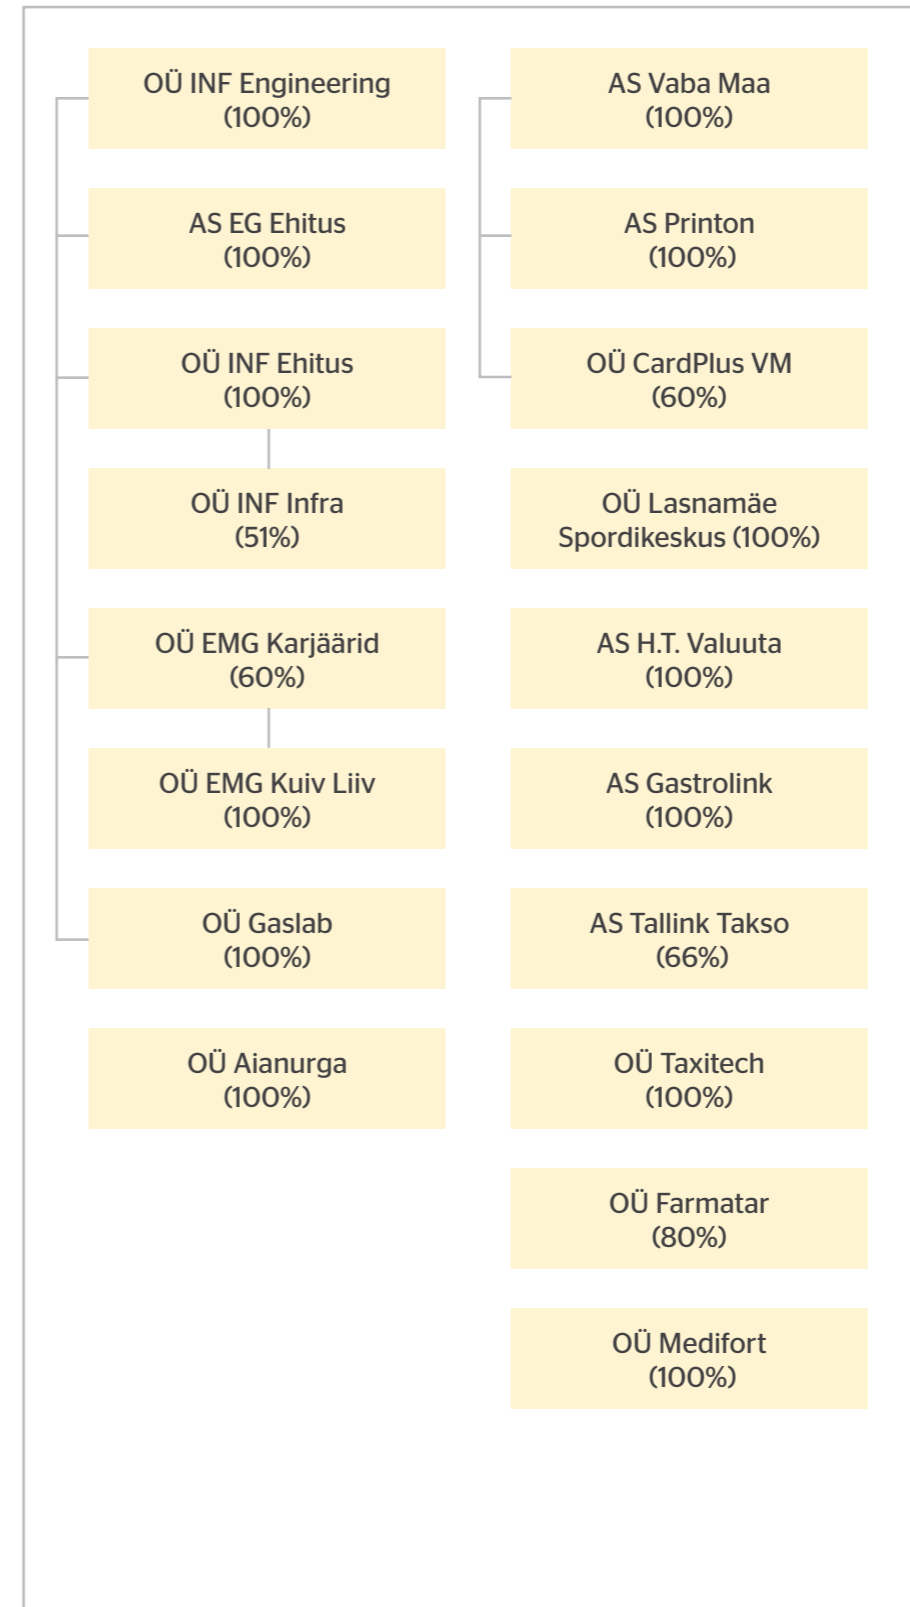 OÜ INF Engineering
(100%)
AS EG Ehitus
(100%)
OÜ INF Ehitus
(100%)
OÜ INF Infra
(51%)
OÜ EMG Karjäärid
(60%)
OÜ EMG Kuiv Liiv
(100%)
OÜ Gaslab
(100%)
OÜ Aianurga
(100%)
AS Vaba Maa
(100%)
AS Printon
(100%)
OÜ CardPlus VM
(60%)
OÜ Lasnamäe
Spordikeskus (100%)
AS H.T. Valuuta
(100%)
AS Gastrolink
(100%)
AS Tallink Takso
(66%)
OÜ Taxitech
(100%)
OÜ Farmatar
(80%)
OÜ Medifort
(100%)